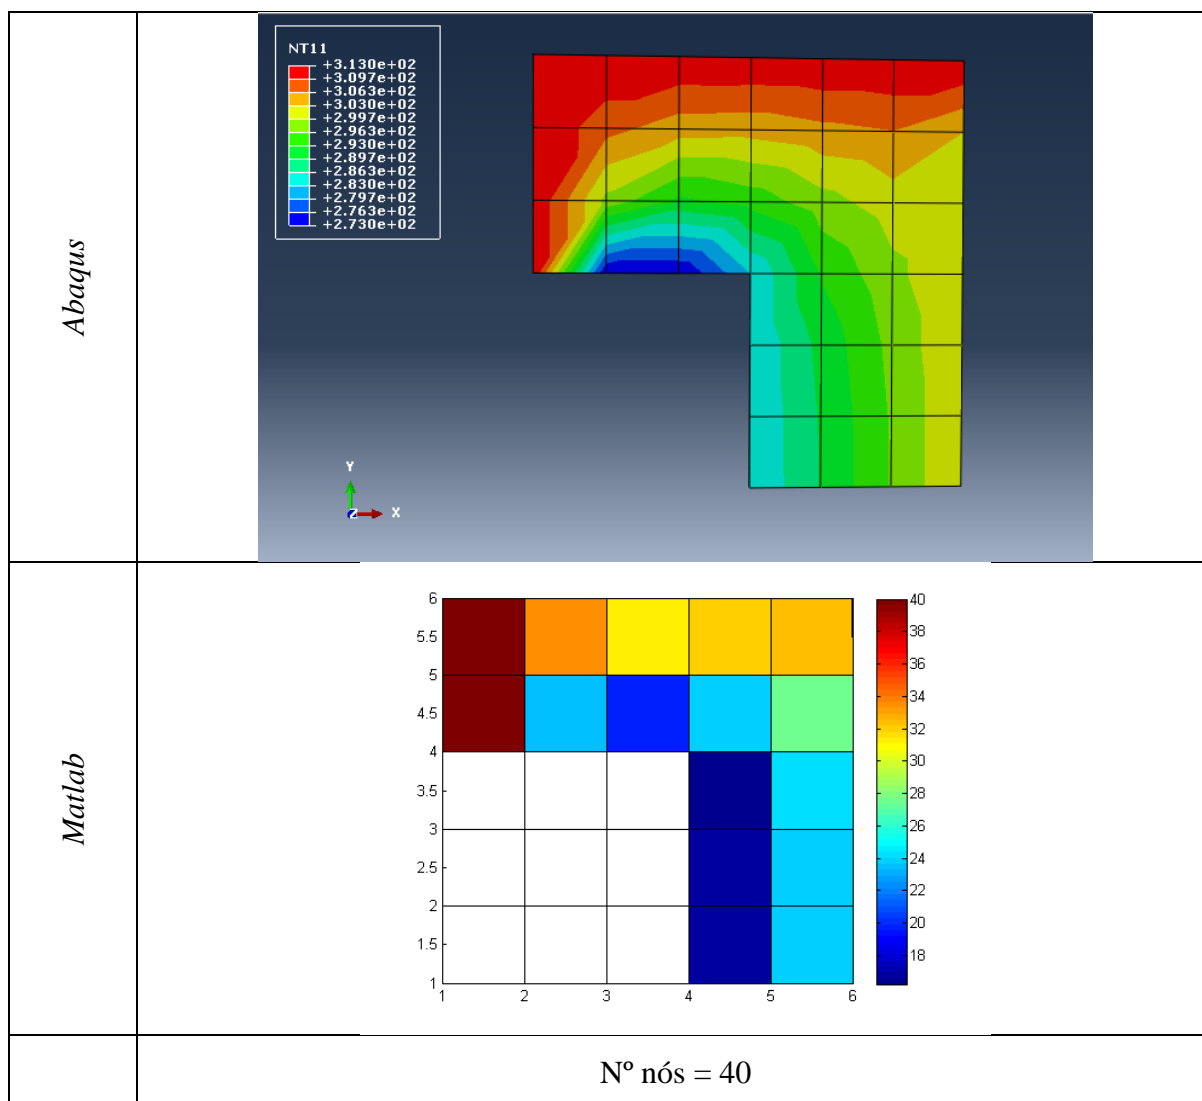 Abaqus
NT11
+3.130e+02
+3.097e+02
+3.063e+02
+3.030e+02
+2.997e+02
+2.963e+02
+2.930e+02
+2.897e+02
+2.863e+02
+2.830e+02
+2.797e+02
+2.763e+02
+2.730e+02
Y
Z
X
Matlab
6
5.5
5
4.5
4
3.5
3
2.5
2
1.5
1
1 2 3 4 5 6
40
38
36
34
32
30
28
26
24
22
20
18
Nº nós = 40